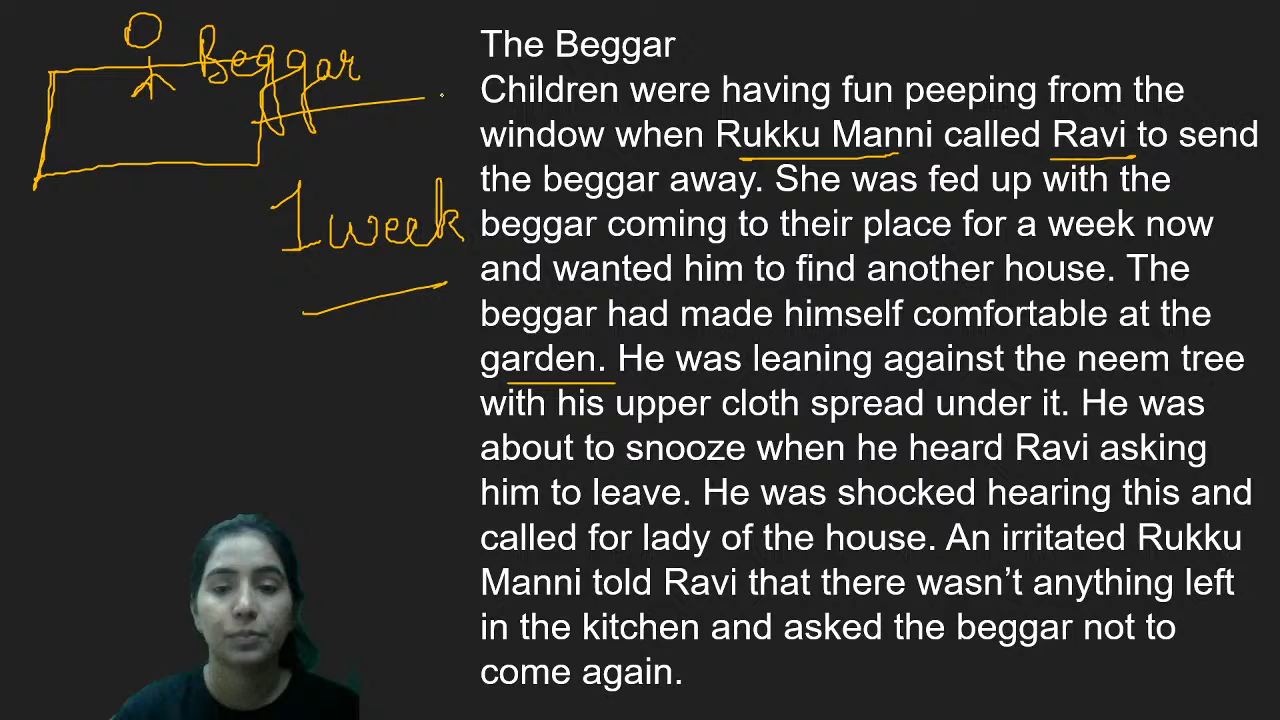 Beggar
1 week
The Beggar
Children were having fun peeping from the
window when Rukku Manni called Ravi to send
the beggar away. She was fed up with the
beggar coming to their place for a week now
and wanted him to find another house. The
beggar had made himself comfortable at the
garden. He was leaning against the neem tree
with his upper cloth spread under it. He was
about to snooze when he heard Ravi asking
him to leave. He was shocked hearing this and
called for lady of the house. An irritated Rukku
Manni told Ravi that there wasn’t anything left
in the kitchen and asked the beggar not to
come again.